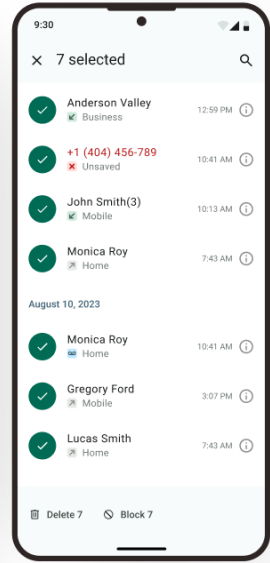 9:30
7 selected
Anderson Valley
12:59 PM
Business
+1 (404) 456-789
10:41 AM
Unsaved
John Smith(3)
10:13 AM
Mobile
Monica Roy
7:43 AM
Home
August 10, 2023
Monica Roy
10:41 AM
Home
Gregory Ford
3:07 PM
Mobile
Lucas Smith
7:43 AM
Home
Delete 7
Block 7